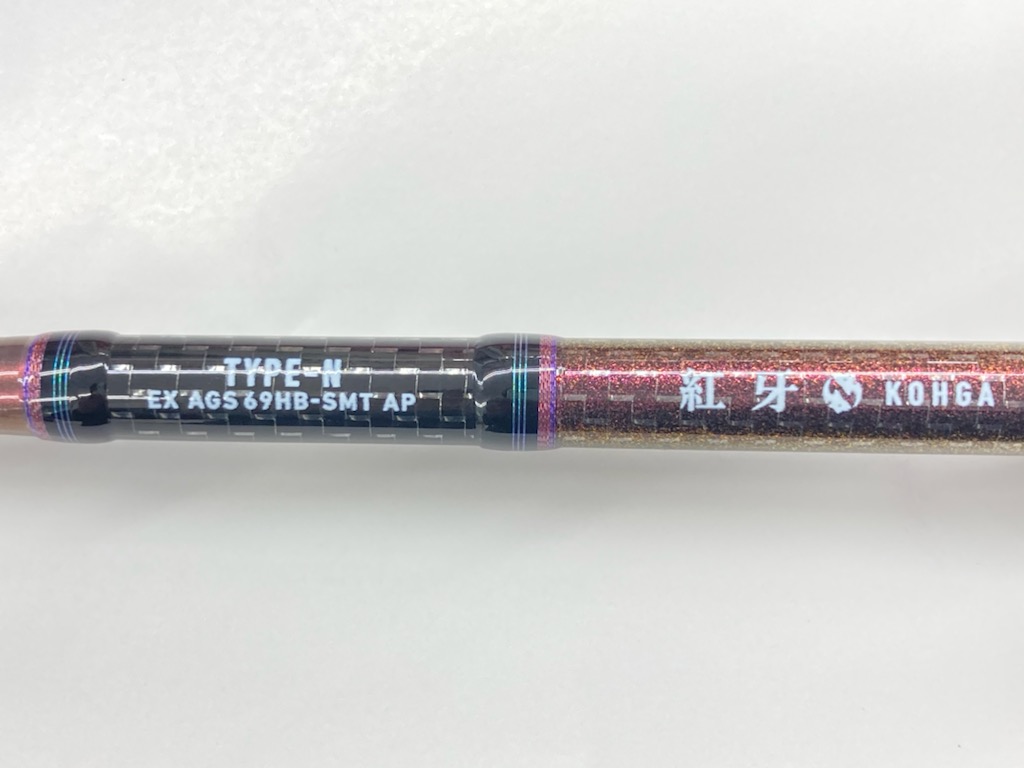 TYPE-N
EX AGS 69HB-SMT AP
紅牙 KOHGA